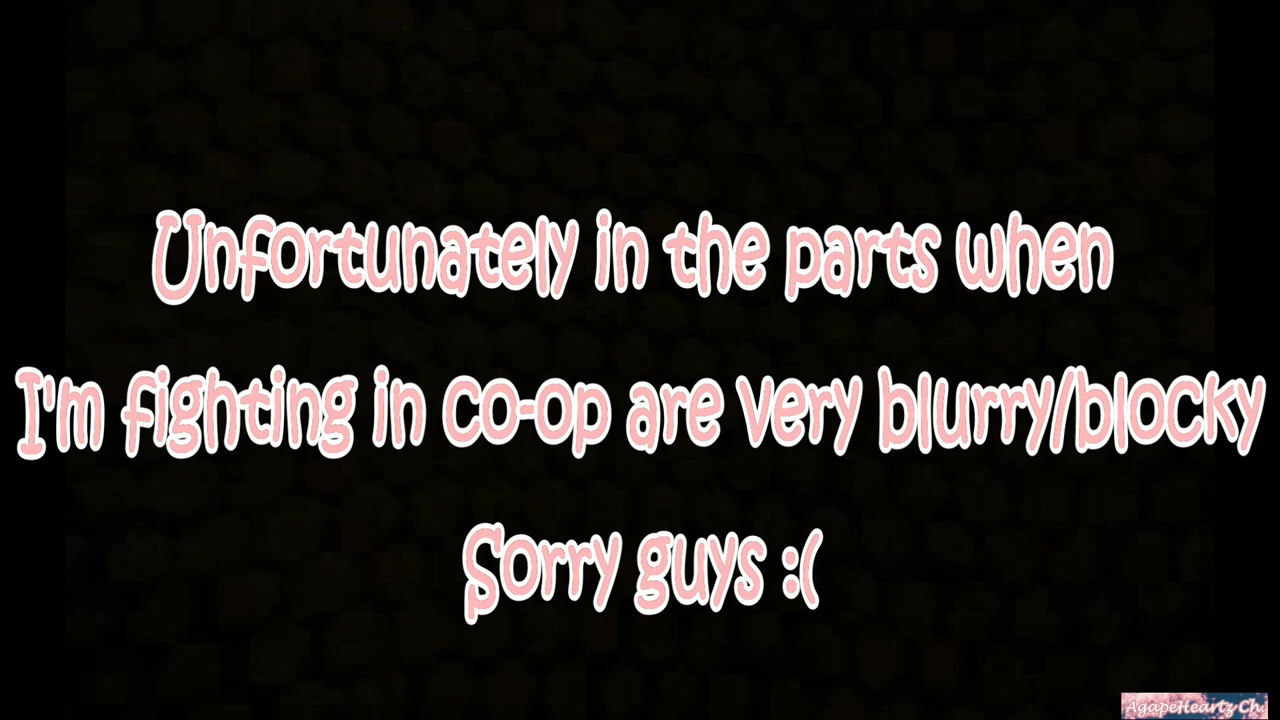 Unfortunately in the parts when
I'm fighting in co-op are very blurry/blocky
Sorry guys :(
AgapeHeartz Ch.